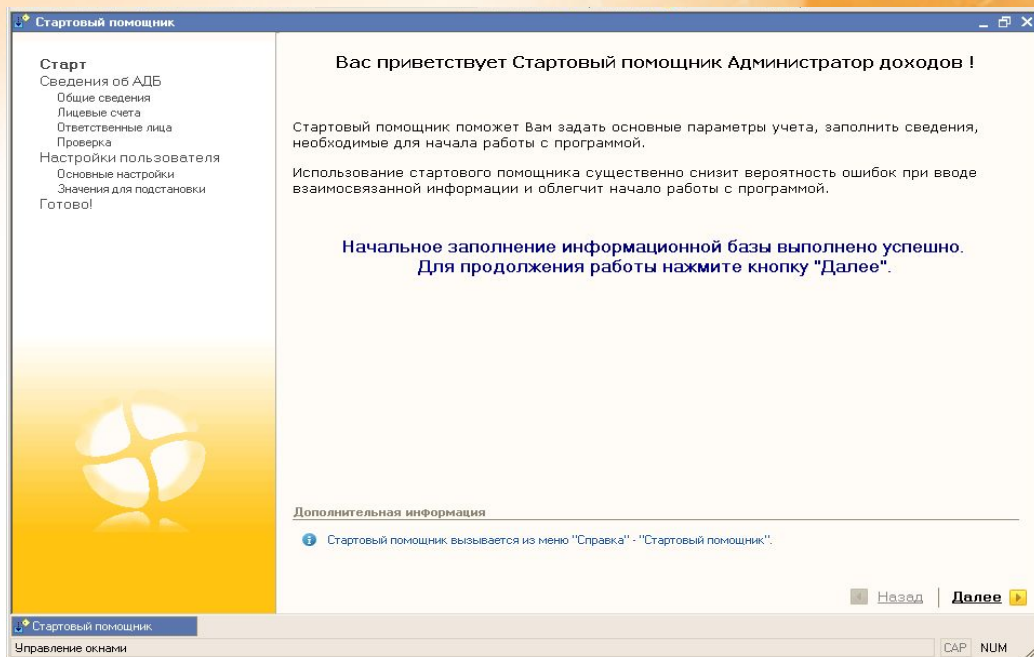 Стартовый помощник
Старт
Сведения об АДБ
Общие сведения
Лицевые счета
Ответственные лица
Проверка
Настройки пользователя
Основные настройки
Значения для подстановки
Готово!
Вас приветствует Стартовый помощник Администратор доходов !
Стартовый помощник поможет Вам задать основные параметры учета, заполнить сведения,
необходимые для начала работы с программой.
Использование стартового помощника существенно снизит вероятность ошибок при вводе
взаимосвязанной информации и облегчит начало работы с программой.
Начальное заполнение информационной базы выполнено успешно.
Для продолжения работы нажмите кнопку "Далее".
Дополнительная информация
Стартовый помощник вызывается из меню "Справка" - "Стартовый помощник".
Назад Далее
Стартовый помощник
Управление окнами CAP NUM